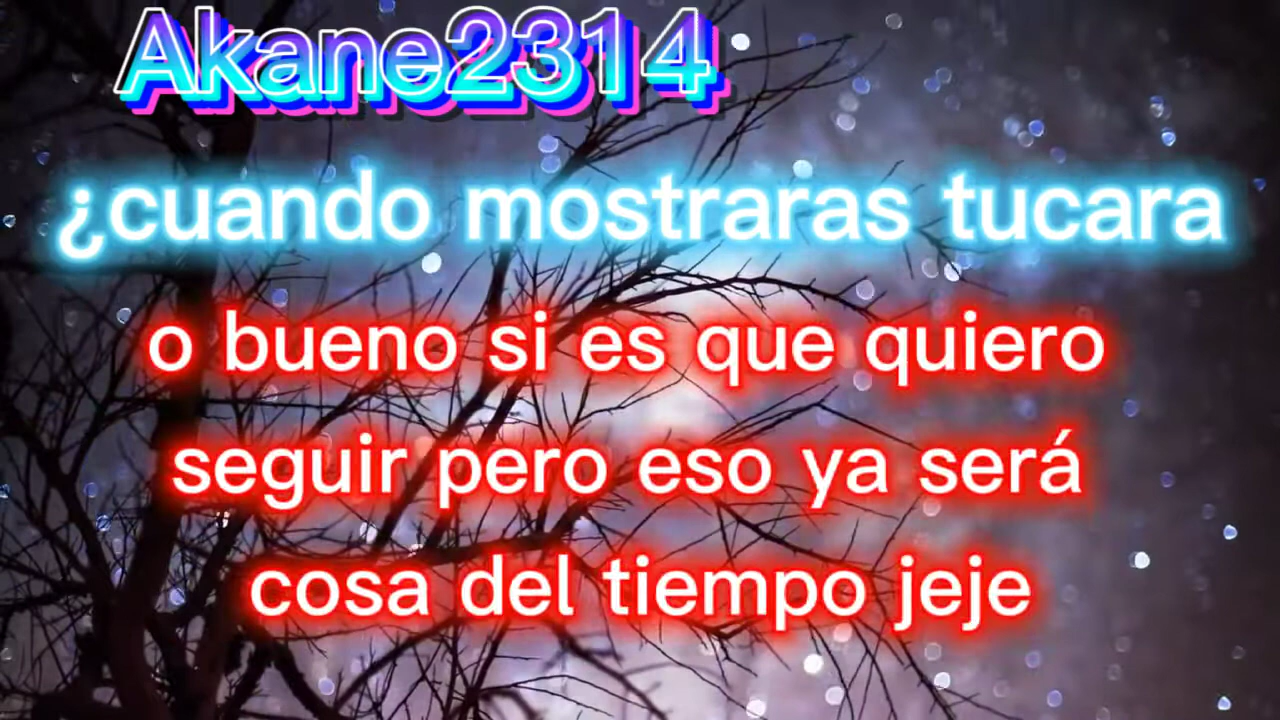 Akane2314
¿cuando mostraras tucara
o bueno si es que quiero
seguir pero eso ya será
cosa del tiempo jeje